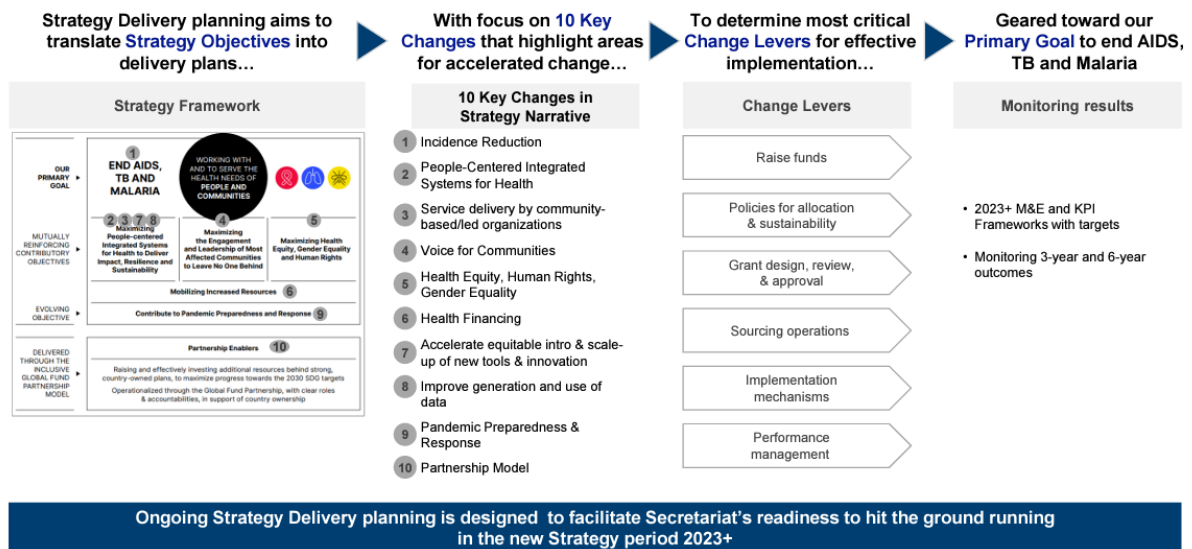 Strategy Delivery planning aims to
translate Strategy Objectives into
delivery plans…
With focus on 10 Key
Changes that highlight areas
for accelerated change…
To determine most critical
Change Levers for effective
implementation…
Geared toward our
Primary Goal to end AIDS,
TB and Malaria
Strategy Framework
OUR
PRIMARY
GOAL
1
END AIDS,
TB AND
MALARIA
WORKING WITH
AND TO SERVE THE
HEALTH NEEDS OF
PEOPLE AND
COMMUNITIES
MUTUALLY
REINFORCING
CONTRIBUTORY
OBJECTIVES
2 3 7 8
Maximizing
People-centered
Integrated Systems
for Health to Deliver
Impact, Resilience and
Sustainability
4
Maximizing
the Engagement
and Leadership of Most
Affected Communities
to Leave No One Behind
5
Maximizing Health
Equity, Gender Equality
and Human Rights
Mobilizing Increased Resources 6
EVOLVING
OBJECTIVE
Contribute to Pandemic Preparedness and Response 9
DELIVERED
THROUGH THE
INCLUSIVE
GLOBAL FUND
PARTNERSHIP
MODEL
Partnership Enablers 10
Raising and effectively investing additional resources behind strong,
country-owned plans, to maximize progress towards the 2030 SDG targets
Operationalized through the Global Fund Partnership, with clear roles
& accountabilities, in support of country ownership
10 Key Changes in
Strategy Narrative
1 Incidence Reduction
2 People-Centered Integrated
Systems for Health
3 Service delivery by community-
based/led organizations
4 Voice for Communities
5 Health Equity, Human Rights,
Gender Equality
6 Health Financing
7 Accelerate equitable intro & scale-
up of new tools & innovation
8 Improve generation and use of
data
9 Pandemic Preparedness &
Response
10 Partnership Model
Change Levers
Raise funds
Policies for allocation
& sustainability
Grant design, review,
& approval
Sourcing operations
Implementation
mechanisms
Performance
management
Monitoring results
• 2023+ M&E and KPI
Frameworks with targets
• Monitoring 3-year and 6-year
outcomes
Ongoing Strategy Delivery planning is designed to facilitate Secretariat's readiness to hit the ground running
in the new Strategy period 2023+